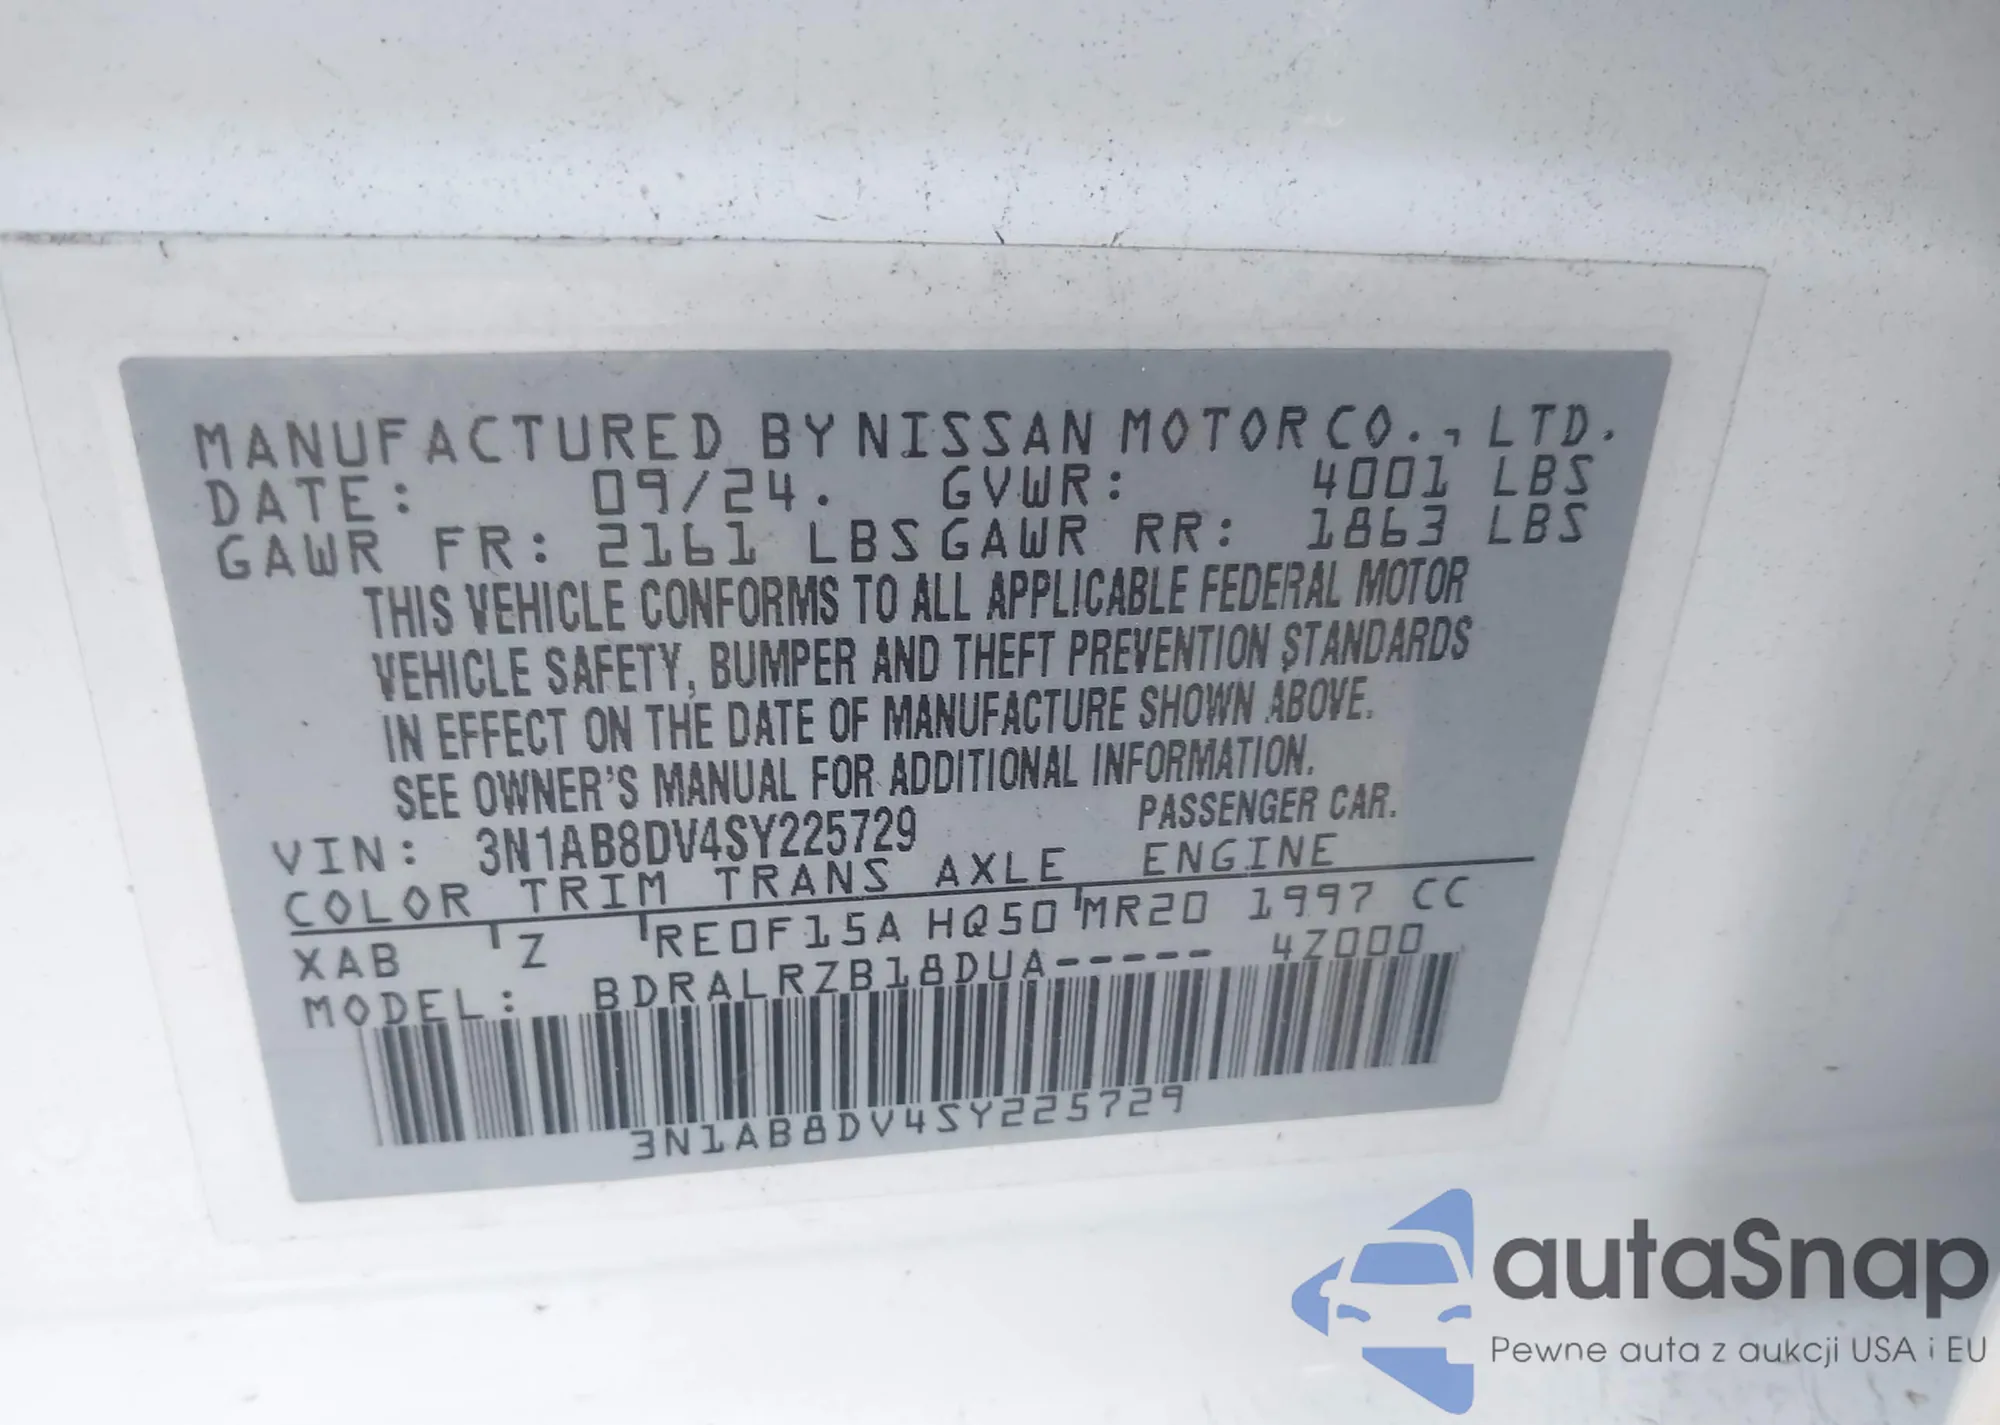 MANUFACTURED BY NISSAN MOTOR CO., LTD.
DATE: 09/24. GVWR: 4001 LBS
GAWR FR: 2161 LBS GAWR RR: 1863 LBS
THIS VEHICLE CONFORMS TO ALL APPLICABLE FEDERAL MOTOR
VEHICLE SAFETY, BUMPER AND THEFT PREVENTION STANDARDS
IN EFFECT ON THE DATE OF MANUFACTURE SHOWN ABOVE.
SEE OWNER'S MANUAL FOR ADDITIONAL INFORMATION.
VIN: 3N1AB8DV4SY225729 PASSENGER CAR.
COLOR TRIM TRANS AXLE ENGINE
XAB Z RE0F15A HQ50 MR20 1997 CC
MODEL: BDRALRZB18DUA----- 4Z000
3N1AB8DV4SY225729
autaSnap
Pewne auta z aukcji USA i EU